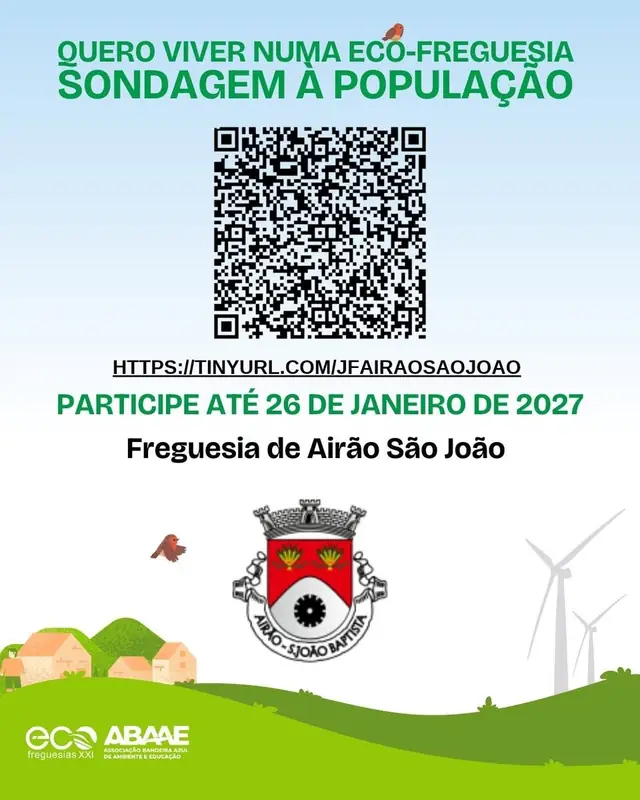 QUERO VIVER NUMA ECO-FREGUESIA
SONDAGEM À POPULAÇÃO
HTTPS://TINYURL.COM/JFAIRAOSAOJOAO
PARTICIPE ATÉ 26 DE JANEIRO DE 2027
Freguesia de Airão São João
AIRÃO - S.JOÃO BAPTISTA
eco
freguesias XXI
ABAAE
ASSOCIAÇÃO BANDEIRA AZUL
DE AMBIENTE E EDUCAÇÃO